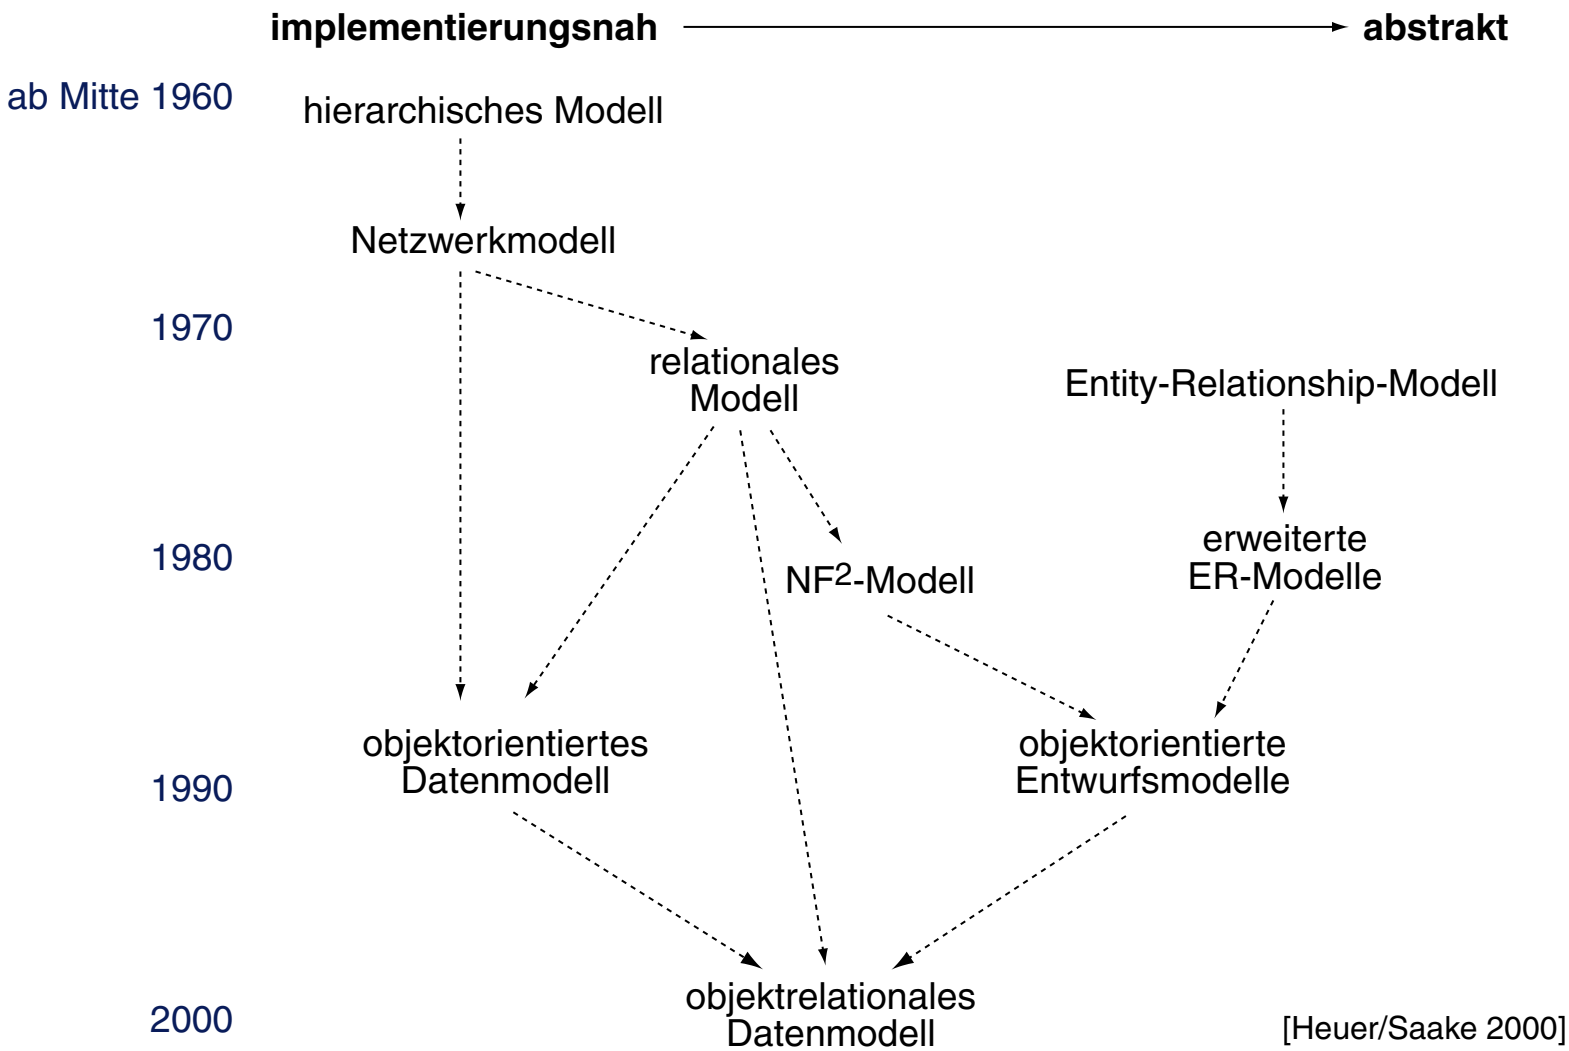 implementierungsnah
abstrakt
ab Mitte 1960
hierarchisches Modell
Netzwerkmodell
1970
relationales
Modell
Entity-Relationship-Modell
1980
NF2-Modell
erweiterte
ER-Modelle
objektorientiertes
Datenmodell
objektorientierte
Entwurfsmodelle
1990
objektrelationales
Datenmodell
2000
[Heuer/Saake 2000]